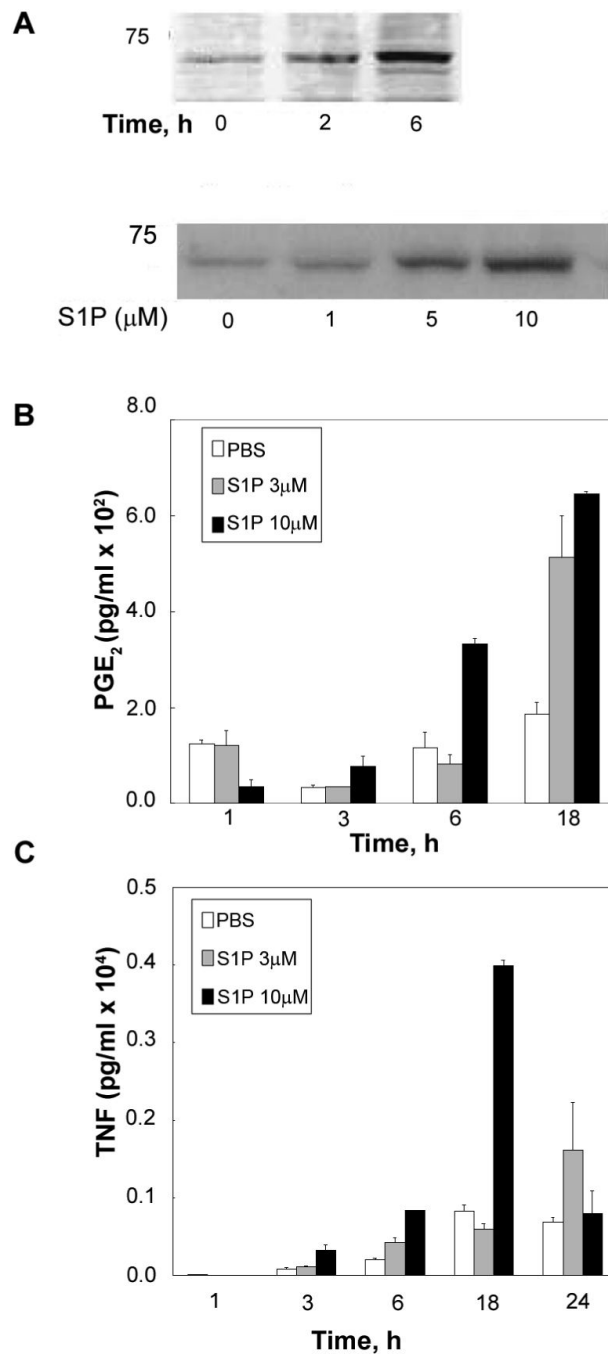 A
75
Time, h 0 2 6
75
S1P (μM) 0 1 5 10
B
8.0
PBS
S1P 3μM
S1P 10μM
6.0
4.0
2.0
0.0
PGE₂ (pg/ml x 10²)
1 3 6 18
Time, h
C
0.5
PBS
S1P 3μM
S1P 10μM
0.4
0.3
0.2
0.1
0.0
TNF (pg/ml x 10⁴)
1 3 6 18 24
Time, h